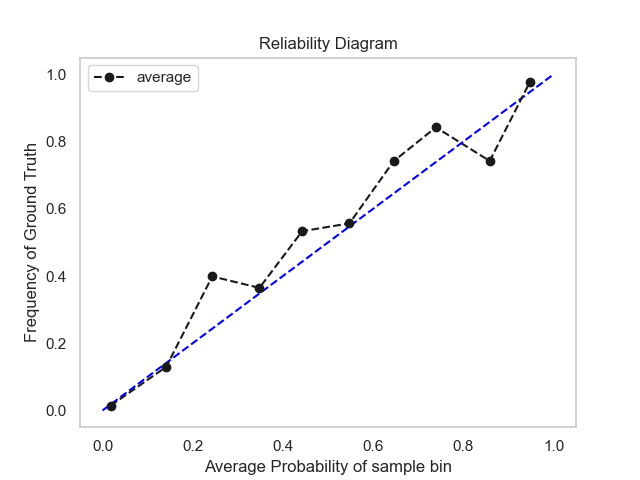 Reliability Diagram
average
Frequency of Ground Truth
1.0
0.8
0.6
0.4
0.2
0.0
0.0 0.2 0.4 0.6 0.8 1.0
Average Probability of sample bin